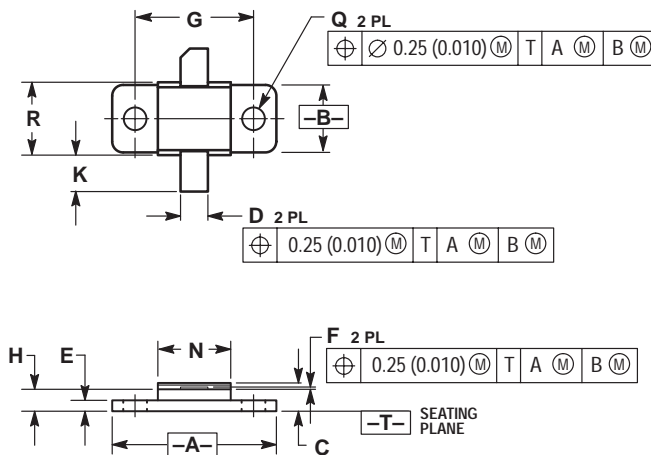 G
Q 2 PL
⌖ ∅ 0.25 (0.010) Ⓜ T A Ⓜ B Ⓜ
R
–B–
K
D 2 PL
⌖ 0.25 (0.010) Ⓜ T A Ⓜ B Ⓜ
N
F 2 PL
H
E
⌖ 0.25 (0.010) Ⓜ T A Ⓜ B Ⓜ
–T– SEATING
PLANE
–A–
C